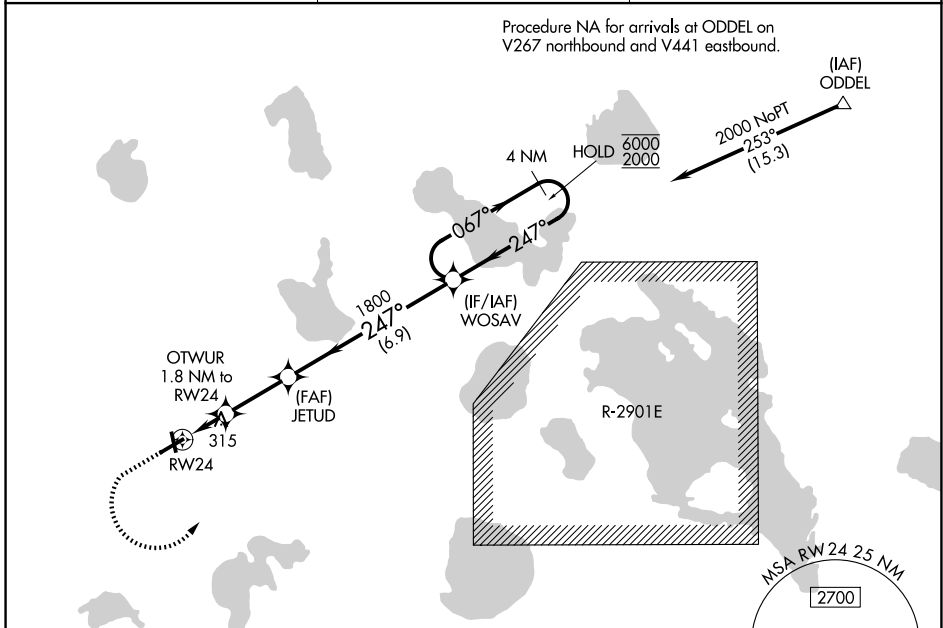 Procedure NA for arrivals at ODDEL on
V267 northbound and V441 eastbound.
(IAF)
ODDEL
2000 NoPT
253°
(15.3)
4 NM
HOLD
6000
2000
067°
247°
(IF/IAF)
WOSAV
1800
247°
(6.9)
OTWUR
1.8 NM to
RW24
(FAF)
JETUD
315
RW24
R-2901E
MSA RW24 25 NM
2700